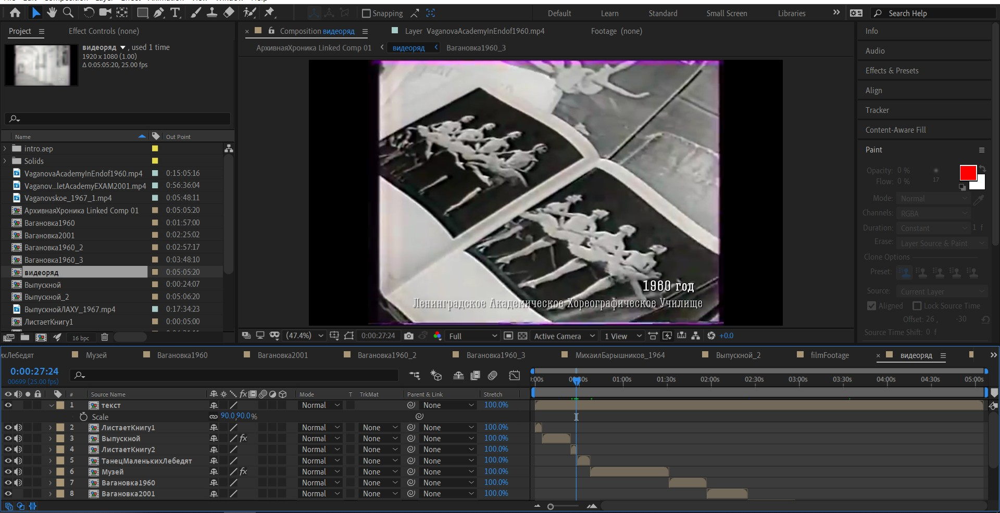 Snapping
Default
Learn
Standard
Small Screen
Libraries
Search Help
Project
Effect Controls (none)
видеоряд , used 1 time
1920 x 1080 (1.00)
Δ 0:05:05:20, 25.00 fps
Name
Out Point
intro.aep
Solids
VaganovaAcademyInEndof1960.mp4 0:15:05:16
Vaganov...letAcademyEXAM2001.mp4 0:56:36:04
Vaganovskoe_1967_1.mp4 0:05:48:11
АрхивнаяХроника Linked Comp 01 0:05:05:20
Вагановка1960 0:01:57:00
Вагановка2001 0:02:25:02
Вагановка1960_2 0:02:57:17
Вагановка1960_3 0:03:48:10
видеоряд 0:05:05:20
Выпускной 0:00:24:07
Выпускной_2 0:05:06:20
ВыпускнойЛАХУ_1967.mp4 0:17:34:23
ЛистаетКнигу1 0:00:05:00
16 bpc
Composition видеоряд
Layer VaganovaAcademyInEndof1960.mp4
Footage (none)
АрхивнаяХроника Linked Comp 01
видеоряд
Вагановка1960_3
1960 год
Ленинградское Академическое Хореографическое Училище
(47.4%)
0:00:27:24
Full
Active Camera
1 View
+0.0
Info
Audio
Effects & Presets
Align
Tracker
Content-Aware Fill
Paint
Opacity: 0 %
Flow: 0 %
17
Mode: Normal
Channels: RGBA
Duration: Constant 1 f
Erase: Layer Source & Paint
Clone Options
Preset:
Source: Current Layer
Aligned
Lock Source Time
Offset: 26 , -30
Source Time Shift: 0 f
ихЛебедят
Музей
Вагановка1960
Вагановка2001
Вагановка1960_2
Вагановка1960_3
МихаилБарышников_1964
Выпускной_2
filmFootage
видеоряд
0:00:27:24
00699 (25.00 fps)
:00s
01:00s 01:30s 02:00s 02:30s 03:00s 03:30s 04:00s 04:30s 05:00s
# Source Name
fx
Mode T TrkMat
Parent & Link
Stretch
1 текст Normal None 100.0%
Scale 90.0,90.0%
2 ЛистаетКнигу1 Normal None None 100.0%
3 Выпускной fx Normal None None 100.0%
4 ЛистаетКнигу2 Normal None None 100.0%
5 ТанецМаленькихЛебедят Normal None None 100.0%
6 Музей fx Normal None None 100.0%
7 Вагановка1960 Normal None None 100.0%
8 Вагановка2001 Normal None None 100.0%